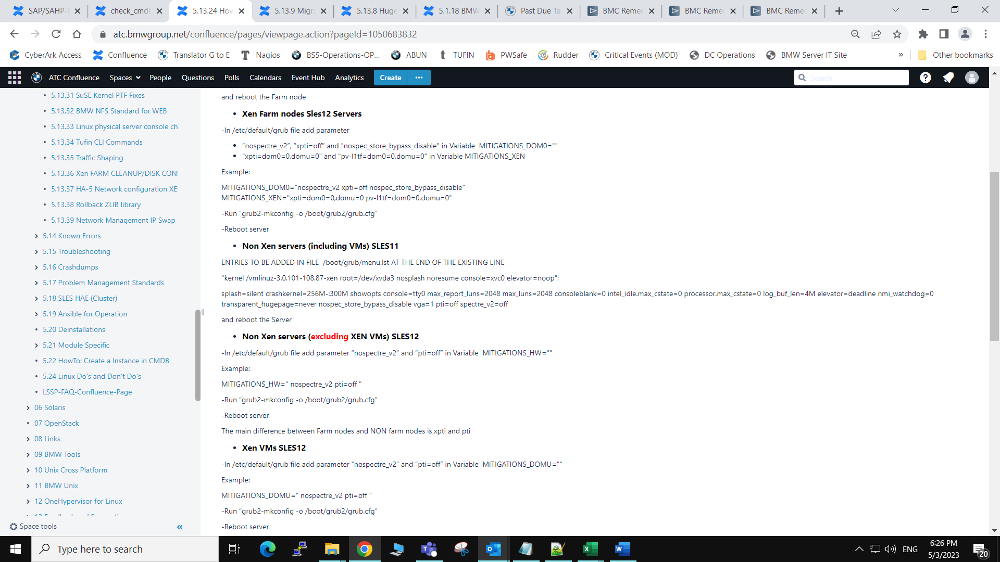 SAP/SAHP-
check_cmdb
5.13.24 How
5.13.9 Migra
5.13.8 Huge
5.1.18 BMW
Past Due Ta
BMC Reme
BMC Reme
BMC Reme
atc.bmwgroup.net/confluence/pages/viewpage.action?pageId=1050683832
CyberArk Access
Confluence
Translator G to E
Nagios
BSS-Operations-OP...
ABUN
TUFIN
PWSafe
Rudder
Critical Events (MOD)
DC Operations
BMW Server IT Site
»
Other bookmarks
ATC Confluence
Spaces
People
Questions
Polls
Calendars
Event Hub
Analytics
Create
Search
5.13.31 SuSE Kernel PTF Fixes
5.13.32 BMW NFS Standard for WEB
5.13.33 Linux physical server console ch
5.13.34 Tufin CLI Commands
5.13.35 Traffic Shaping
5.13.36 Xen FARM CLEANUP/DISK CONS
5.13.37 HA-5 Network configuration XEN
5.13.38 Rollback ZLIB library
5.13.39 Network Management IP Swap
5.14 Known Errors
5.15 Troubleshooting
5.16 Crashdumps
5.17 Problem Management Standards
5.18 SLES HAE (Cluster)
5.19 Ansible for Operation
5.20 Deinstallations
5.21 Module Specific
5.22 HowTo: Create a Instance in CMDB
5.24 Linux Do's and Don't Do's
LSSP-FAQ-Confluence-Page
06 Solaris
07 OpenStack
08 Links
09 BMW Tools
10 Unix Cross Platform
11 BMW Unix
12 OneHypervisor for Linux
Space tools
«
and reboot the Farm node
• Xen Farm nodes Sles12 Servers
-In /etc/default/grub file add parameter
• “nospectre_v2”, “xpti=off” and "nospec_store_bypass_disable" in Variable  MITIGATIONS_DOM0=""
• "xpti=dom0=0,domu=0" and "pv-l1tf=dom0=0,domu=0" in Variable MITIGATIONS_XEN
Example:
MITIGATIONS_DOM0="nospectre_v2 xpti=off nospec_store_bypass_disable"
MITIGATIONS_XEN="xpti=dom0=0,domu=0 pv-l1tf=dom0=0,domu=0"
-Run “grub2-mkconfig -o /boot/grub2/grub.cfg”
-Reboot server
• Non Xen servers (including VMs) SLES11
ENTRIES TO BE ADDED IN FILE  /boot/grub/menu.lst AT THE END OF THE EXISTING LINE
"kernel /vmlinuz-3.0.101-108.87-xen root=/dev/xvda3 nosplash noresume console=xvc0 elevator=noop":
splash=silent crashkernel=256M-:300M showopts console=tty0 max_report_luns=2048 max_luns=2048 consoleblank=0 intel_idle.max_cstate=0 processor.max_cstate=0 log_buf_len=4M elevator=deadline nmi_watchdog=0
transparent_hugepage=never nospec_store_bypass_disable vga=1 pti=off spectre_v2=off
and reboot the Server
• Non Xen servers (excluding XEN VMs) SLES12
-In /etc/default/grub file add parameter “nospectre_v2” and “pti=off” in Variable  MITIGATIONS_HW=""
Example:
MITIGATIONS_HW=" nospectre_v2 pti=off "
-Run “grub2-mkconfig -o /boot/grub2/grub.cfg”
-Reboot server
The main difference between Farm nodes and NON farm nodes is xpti and pti
• Xen VMs SLES12
-In /etc/default/grub file add parameter “nospectre_v2” and “pti=off” in Variable  MITIGATIONS_DOMU=""
Example:
MITIGATIONS_DOMU=" nospectre_v2 pti=off "
-Run “grub2-mkconfig -o /boot/grub2/grub.cfg”
-Reboot server
Type here to search
ENG
6:26 PM
5/3/2023
20